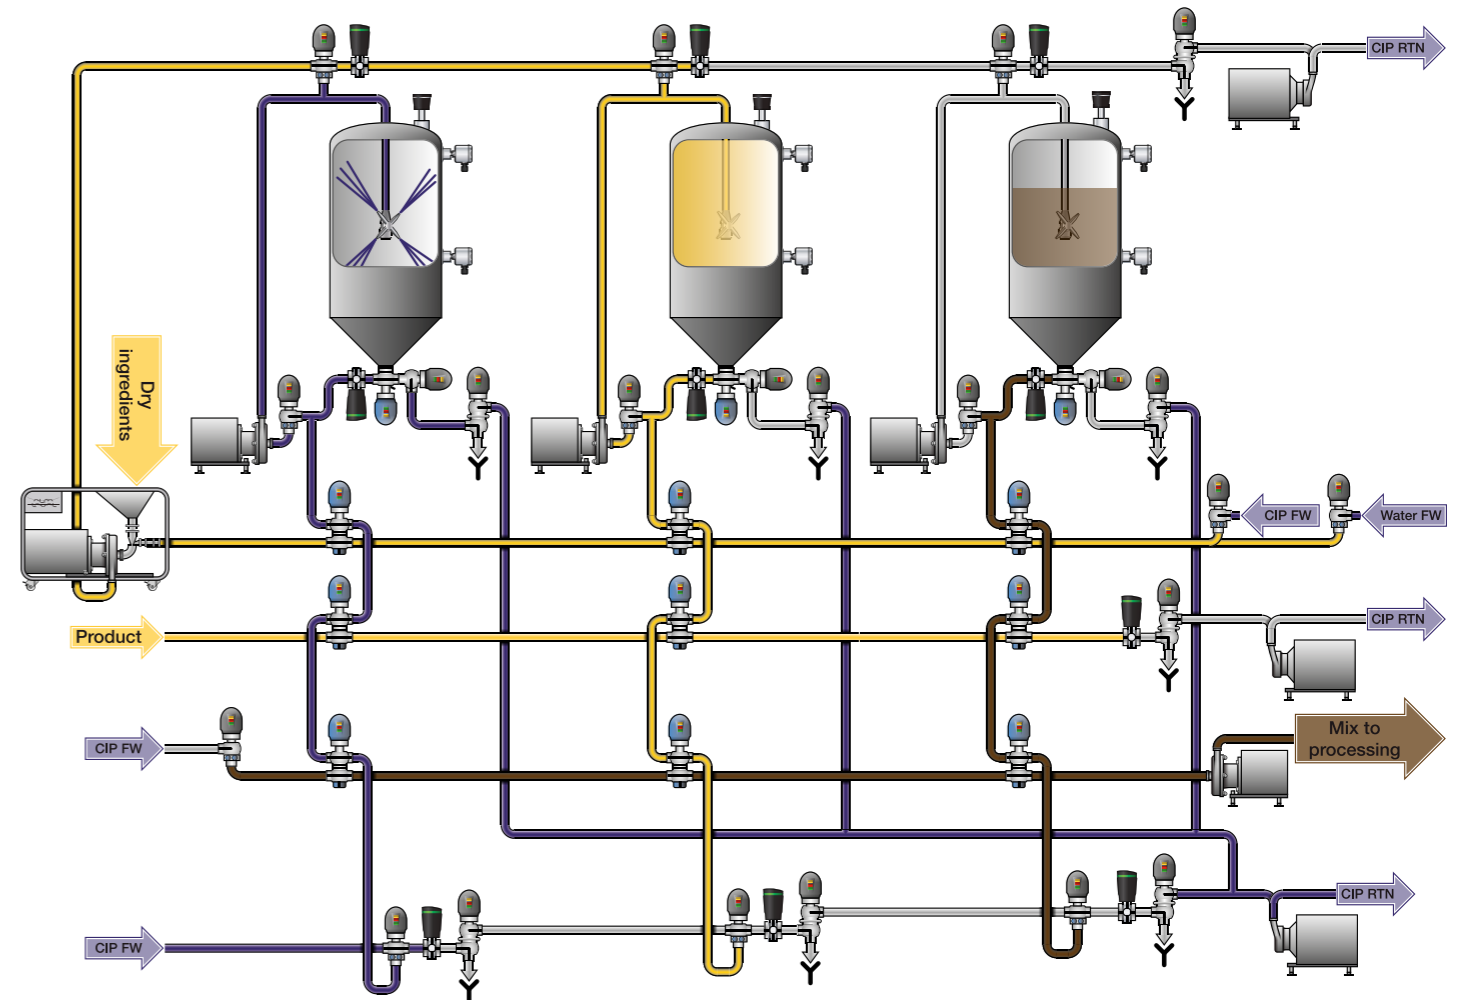 CIP RTN
Dry
ingredients
CIP FW
Water FW
Product
CIP RTN
CIP FW
Mix to
processing
CIP RTN
CIP FW